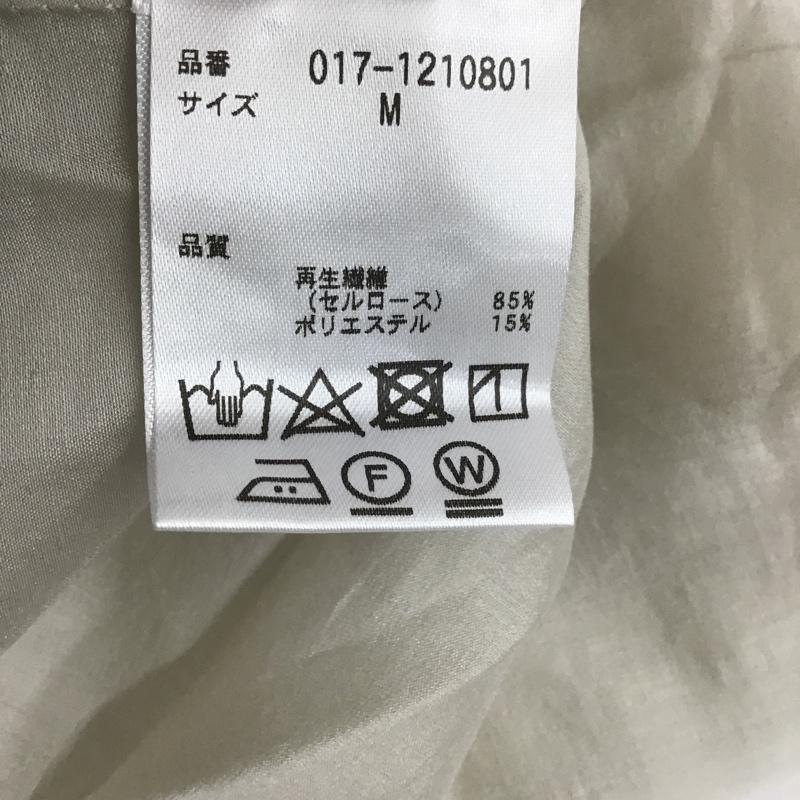 品番 017-1210801
サイズ M
品質
再生繊維
（セルロース） 85%
ポリエステル 15%
F W